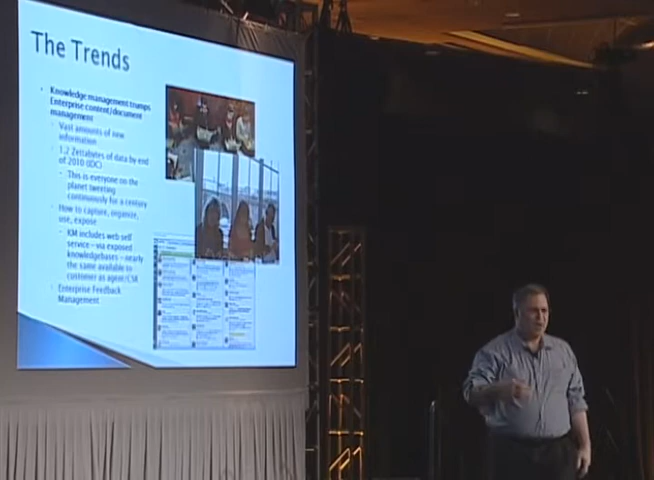 The Trends
Knowledge management trumps
Enterprise content/document
management
Vast amounts of new
information
1.2 Zettabytes of data by end
of 2010 (IDC)
This is everyone on the
planet tweeting
continuously for a century
How to capture, organize,
use, expose
KM includes web self
service - via exposed
knowledgebases - nearly
the same available to
customer as agent/CSR
Enterprise Feedback
Management